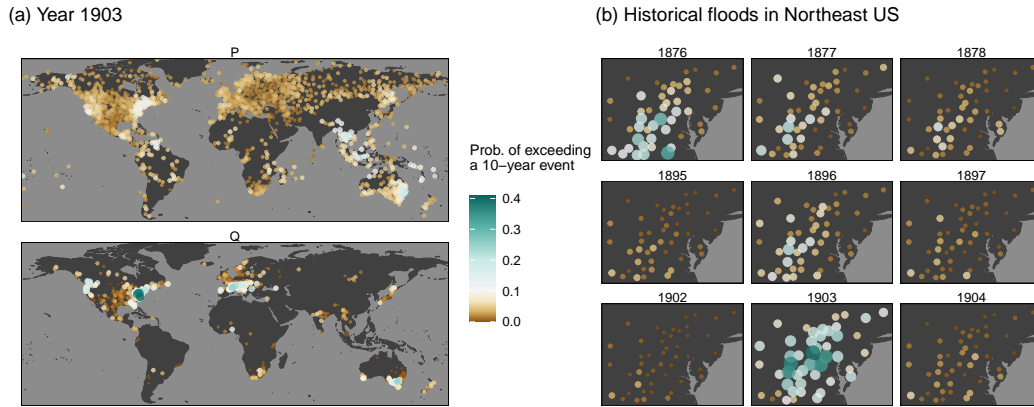 (a) Year 1903
P
Q
Prob. of exceeding
a 10−year event
0.4
0.3
0.2
0.1
0.0
(b) Historical floods in Northeast US
1876
1877
1878
1895
1896
1897
1902
1903
1904